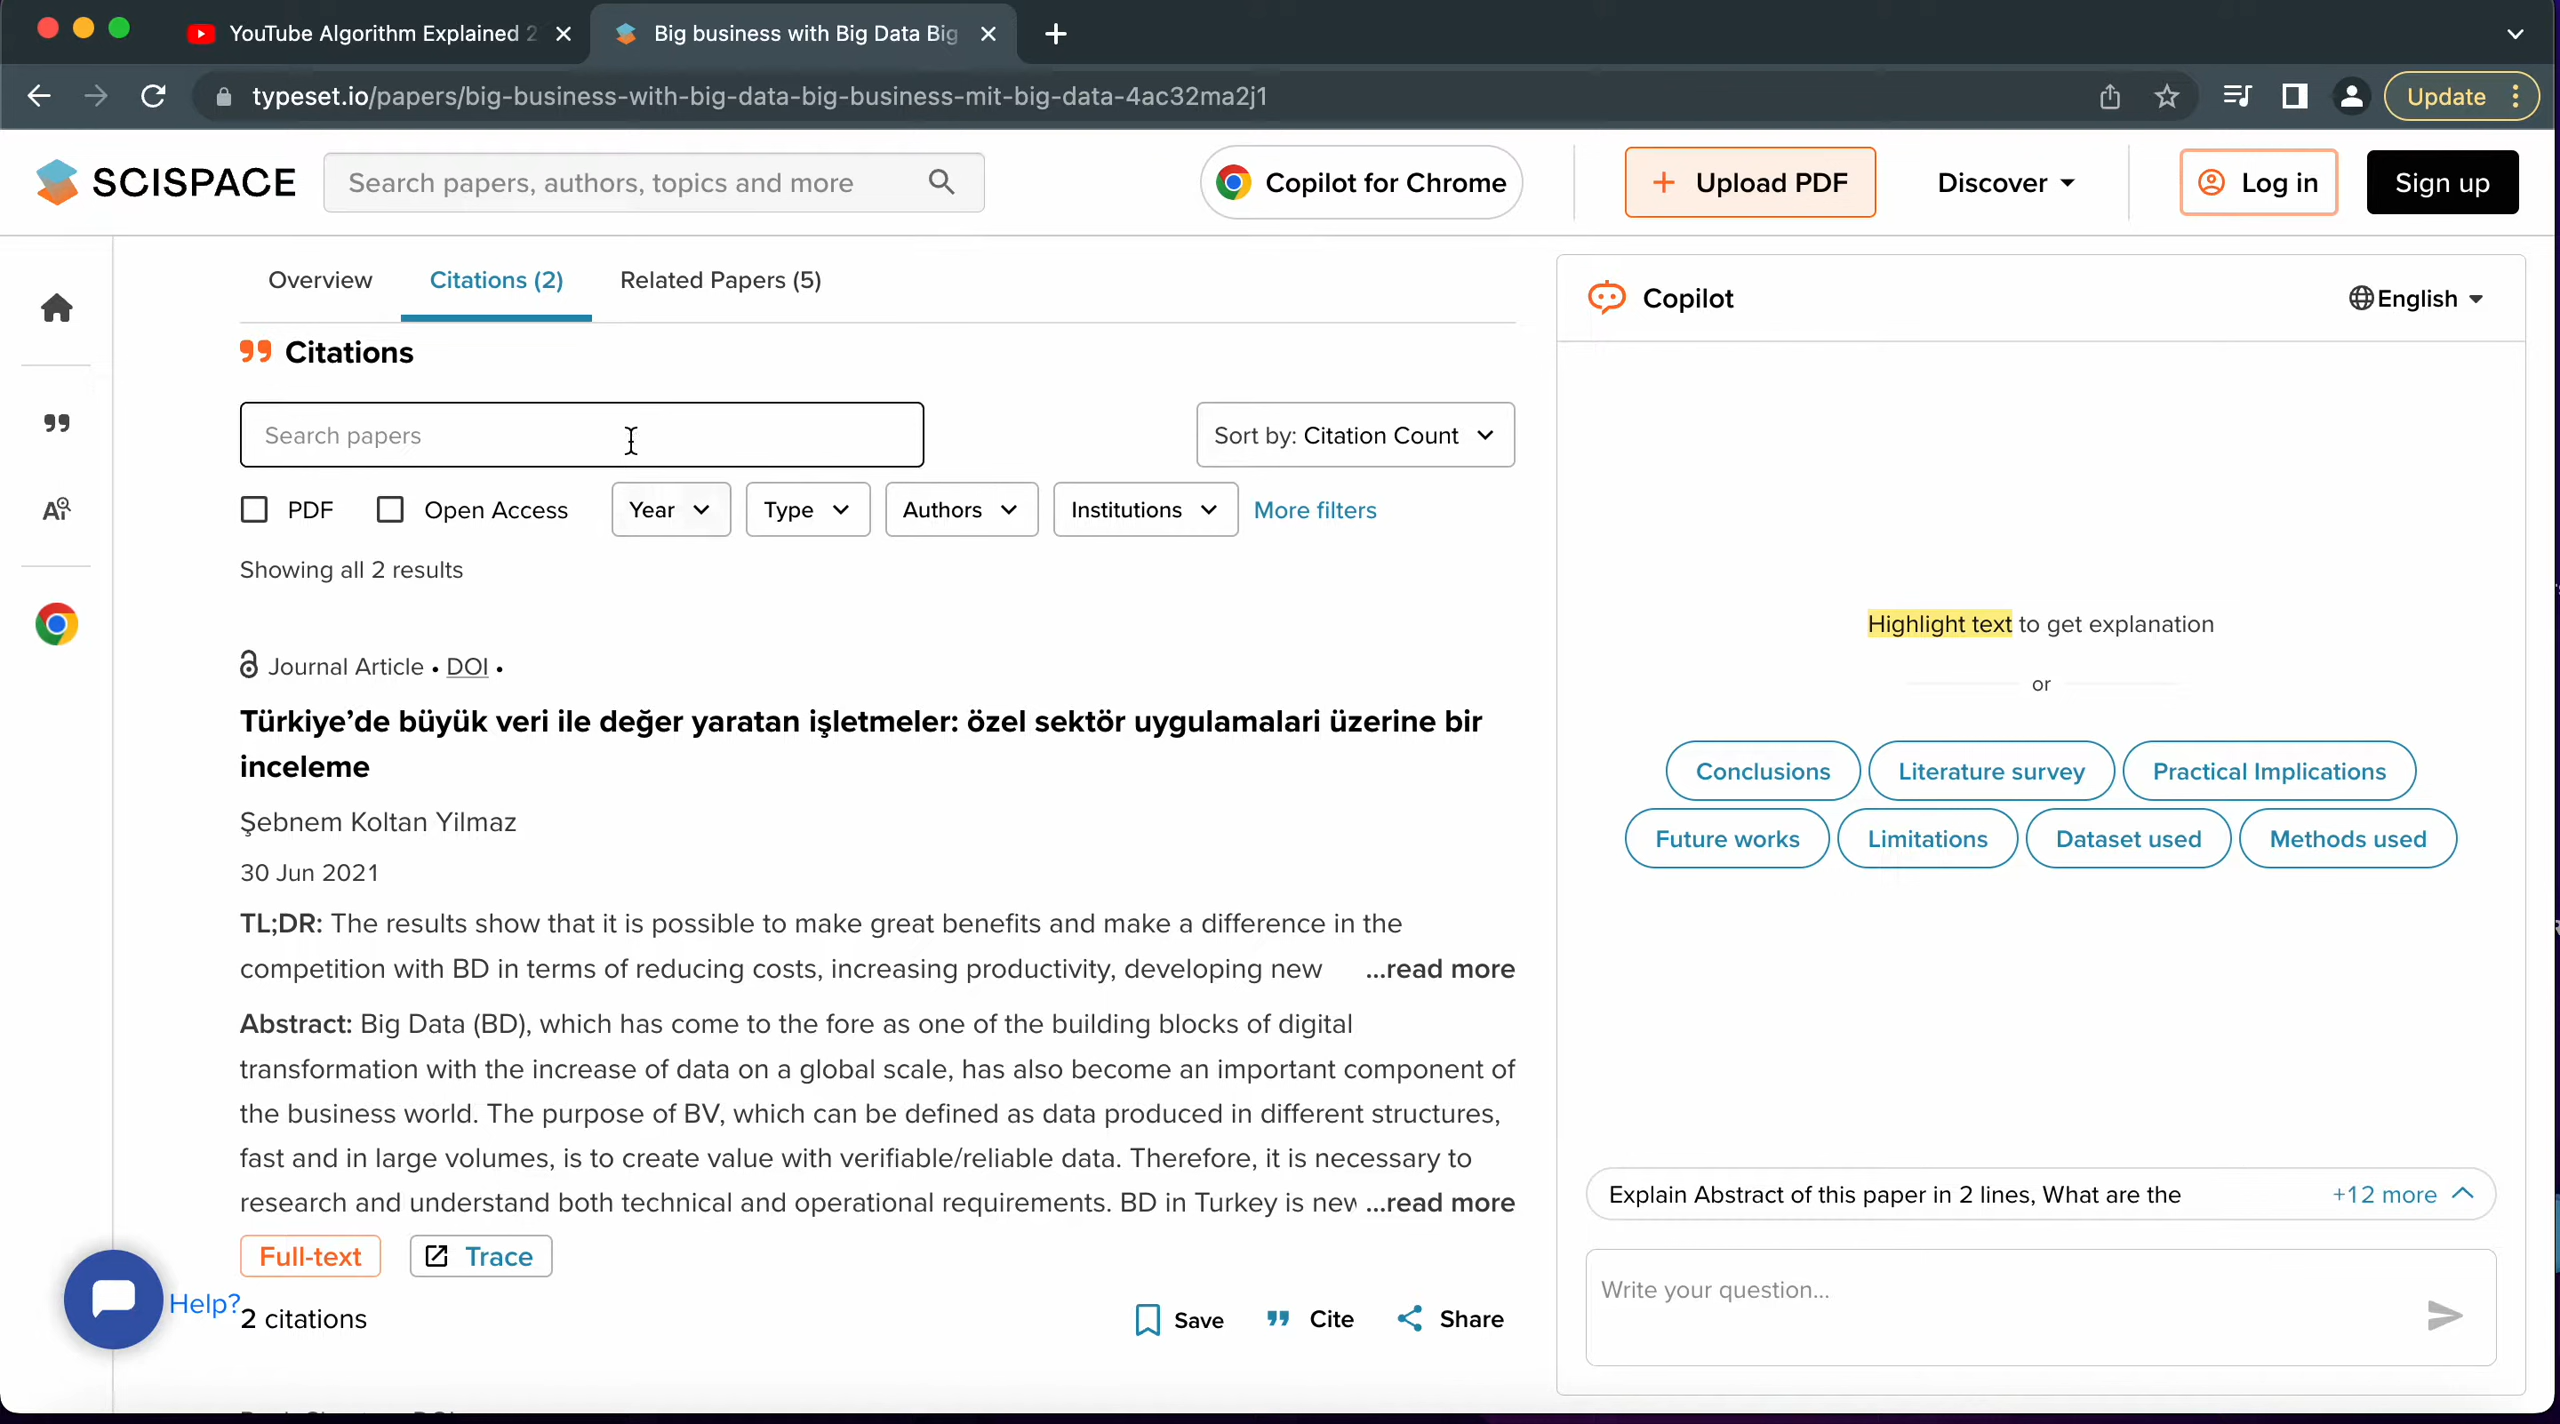 YouTube Algorithm Explained 2
Big business with Big Data Big
typeset.io/papers/big-business-with-big-data-big-business-mit-big-data-4ac32ma2j1
Update
SCISPACE
Search papers, authors, topics and more
Copilot for Chrome
+ Upload PDF
Discover
Log in
Sign up
Overview
Citations (2)
Related Papers (5)
Citations
Search papers
Sort by: Citation Count
PDF
Open Access
Year
Type
Authors
Institutions
More filters
Showing all 2 results
Journal Article • DOI •
Türkiye’de büyük veri ile değer yaratan işletmeler: özel sektör uygulamalari üzerine bir
inceleme
Şebnem Koltan Yilmaz
30 Jun 2021
TL;DR: The results show that it is possible to make great benefits and make a difference in the
competition with BD in terms of reducing costs, increasing productivity, developing new ...read more
Abstract: Big Data (BD), which has come to the fore as one of the building blocks of digital
transformation with the increase of data on a global scale, has also become an important component of
the business world. The purpose of BV, which can be defined as data produced in different structures,
fast and in large volumes, is to create value with verifiable/reliable data. Therefore, it is necessary to
research and understand both technical and operational requirements. BD in Turkey is new ...read more
Full-text
Trace
Help?
2 citations
Save
Cite
Share
Copilot
English
Highlight text to get explanation
or
Conclusions
Literature survey
Practical Implications
Future works
Limitations
Dataset used
Methods used
Explain Abstract of this paper in 2 lines, What are the
+12 more
Write your question...